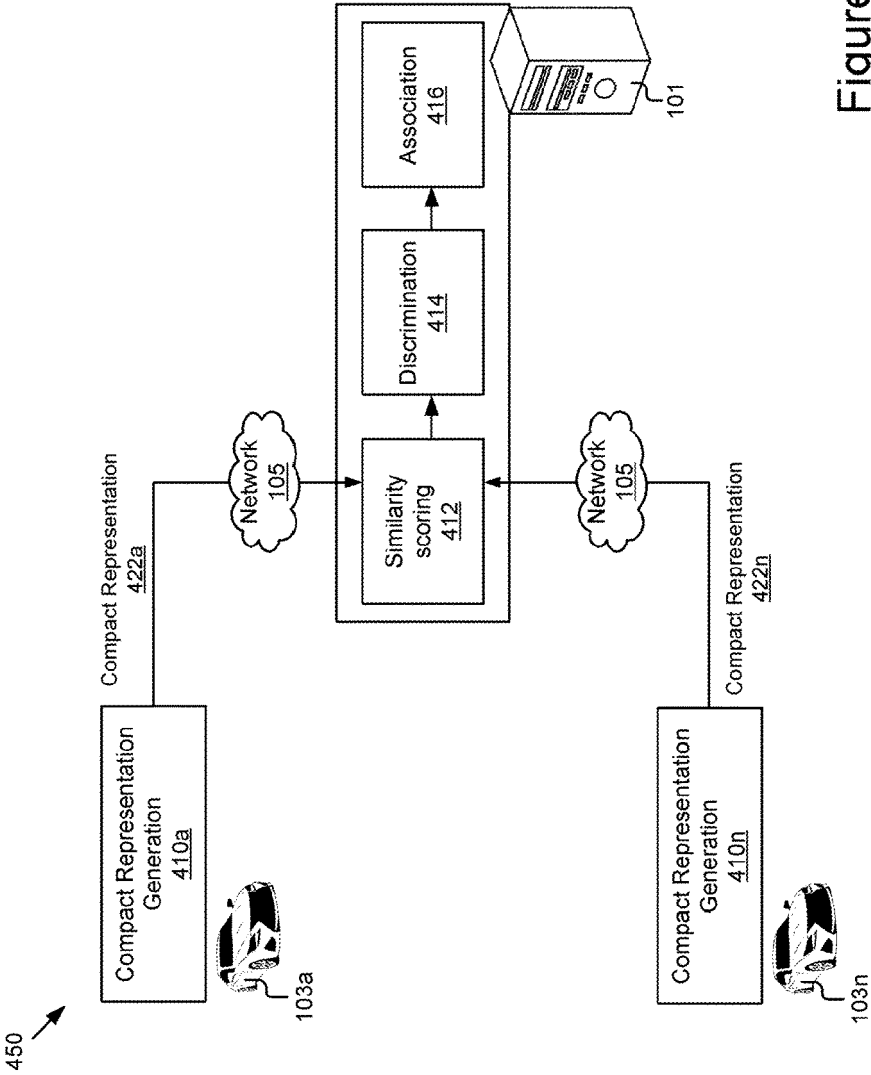 450
Compact Representation
Generation
410a
103a
Compact Representation
422a
Network
105
Similarity
scoring
412
Discrimination
414
Association
416
101
Network
105
Compact Representation
422n
Compact Representation
Generation
410n
103n
Figure